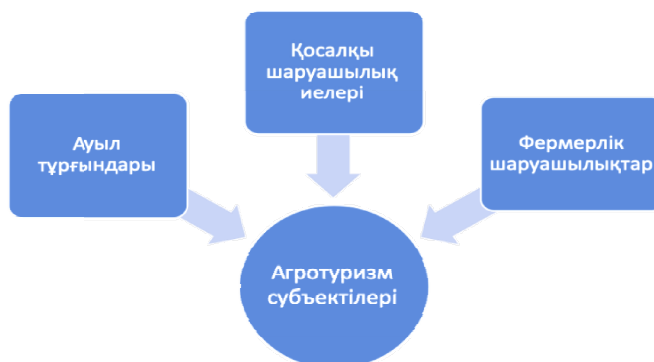 Қосалқы
шаруашылық
иелері
Ауыл
тұрғындары
Фермерлік
шаруашылықтар
Агротуризм
субъектілері